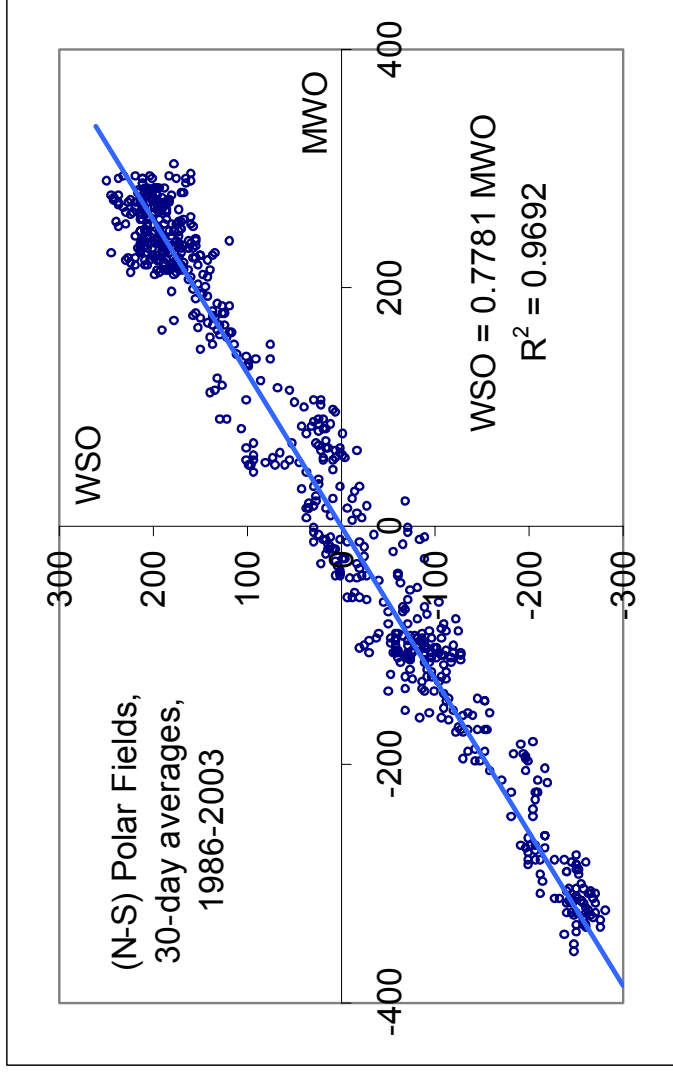 (N-S) Polar Fields,
30-day averages,
1986-2003
WSO
MWO
WSO = 0.7781 MWO
R² = 0.9692
300
200
100
0
-100
-200
-300
-400
-200
0
200
400